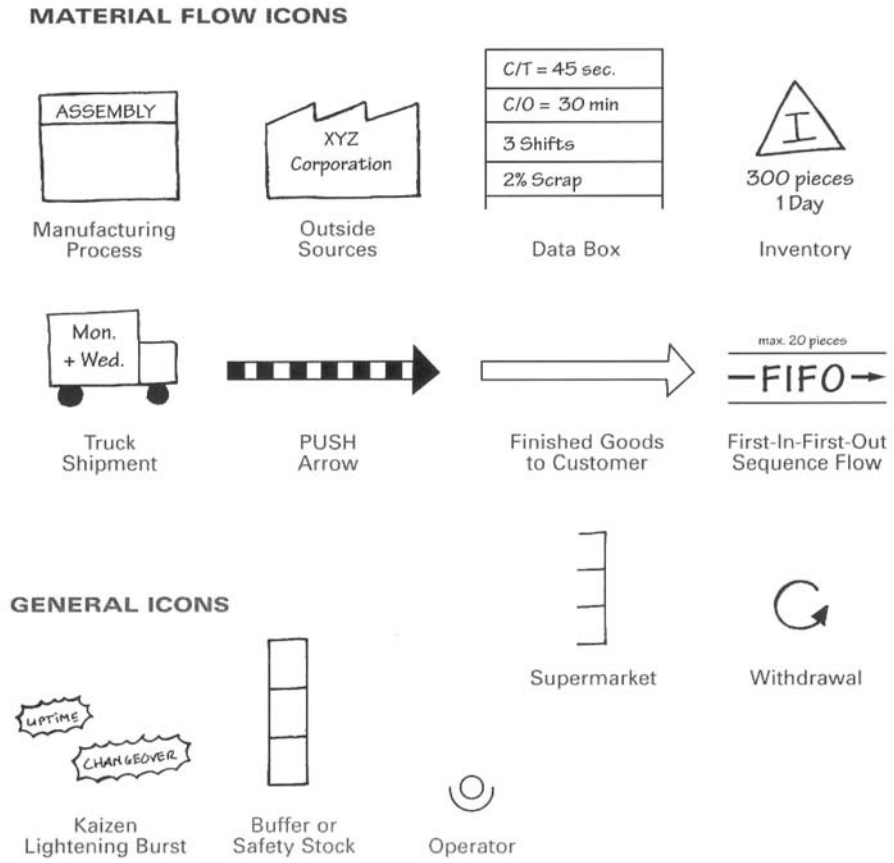 MATERIAL FLOW ICONS
ASSEMBLY
Manufacturing
Process
XYZ
Corporation
Outside
Sources
C/T = 45 sec.
C/O = 30 min
3 Shifts
2% Scrap
Data Box
I
300 pieces
1 Day
Inventory
Mon.
+ Wed.
Truck
Shipment
PUSH
Arrow
Finished Goods
to Customer
max. 20 pieces
FIFO
First-In-First-Out
Sequence Flow
Supermarket
Withdrawal
GENERAL ICONS
UPTIME
CHANGEOVER
Kaizen
Lightening Burst
Buffer or
Safety Stock
Operator